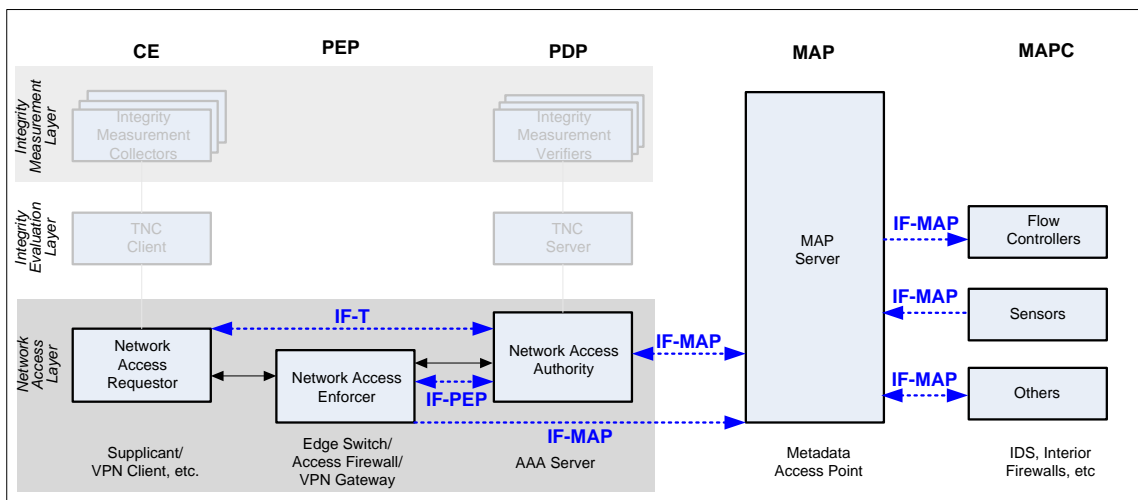 CE
PEP
PDP
MAP
MAPC
Integrity
Measurement
Layer
Integrity
Measurement
Collectors
Integrity
Measurement
Verifiers
Integrity
Evaluation
Layer
TNC
Client
TNC
Server
MAP
Server
IF-MAP
Flow
Controllers
IF-MAP
Sensors
IF-MAP
Others
Network
Access
Layer
IF-T
Network
Access
Requestor
Network Access
Enforcer
Network Access
Authority
IF-MAP
IF-PEP
IF-MAP
Supplicant/
VPN Client, etc.
Edge Switch/
Access Firewall/
VPN Gateway
AAA Server
Metadata
Access Point
IDS, Interior
Firewalls, etc